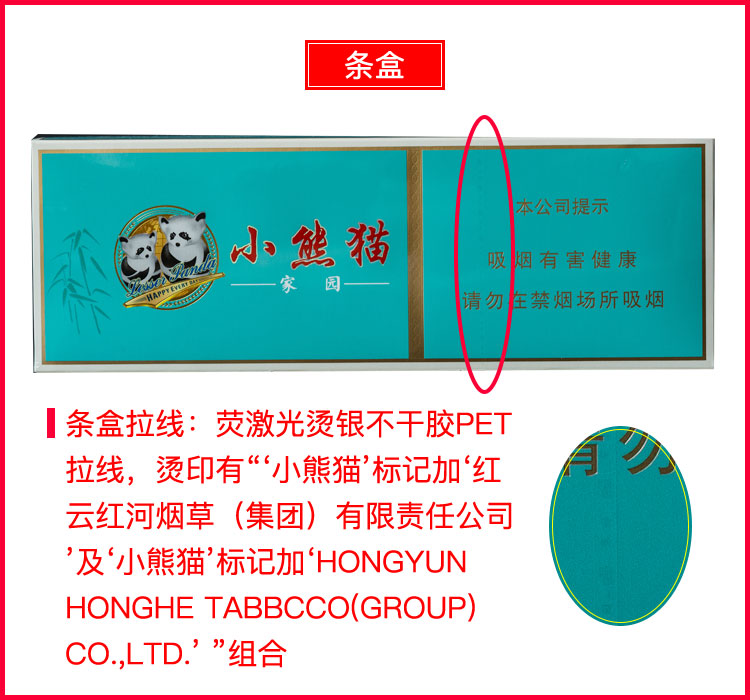 条盒
本公司提示
吸烟有害健康
请勿在禁烟场所吸烟
小熊猫
家园
Lesser Panda
HAPPY EVERY DAY
条盒拉线：荧激光烫银不干胶PET
拉线，烫印有“‘小熊猫’标记加‘红
云红河烟草（集团）有限责任公司
’及‘小熊猫’标记加‘HONGYUN
HONGHE TABBCCO(GROUP)
CO.,LTD.’ ”组合
请勿